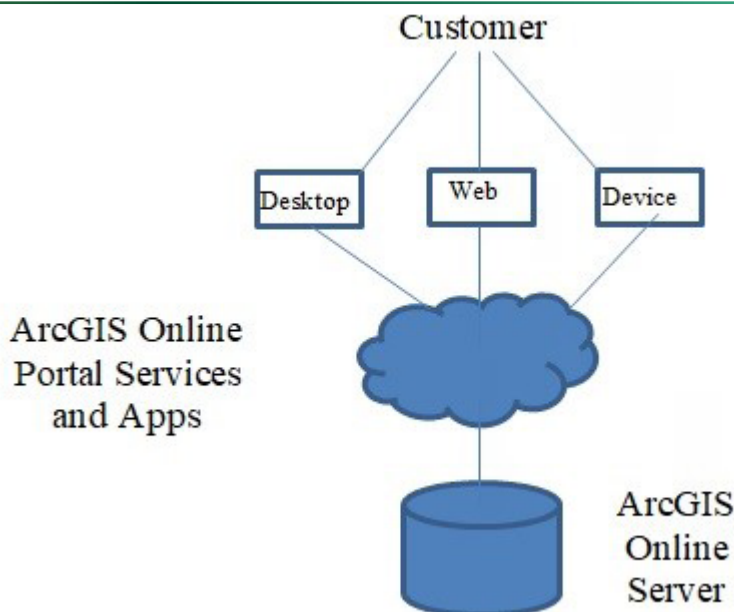 Customer
Desktop
Web
Device
ArcGIS Online
Portal Services
and Apps
ArcGIS
Online
Server